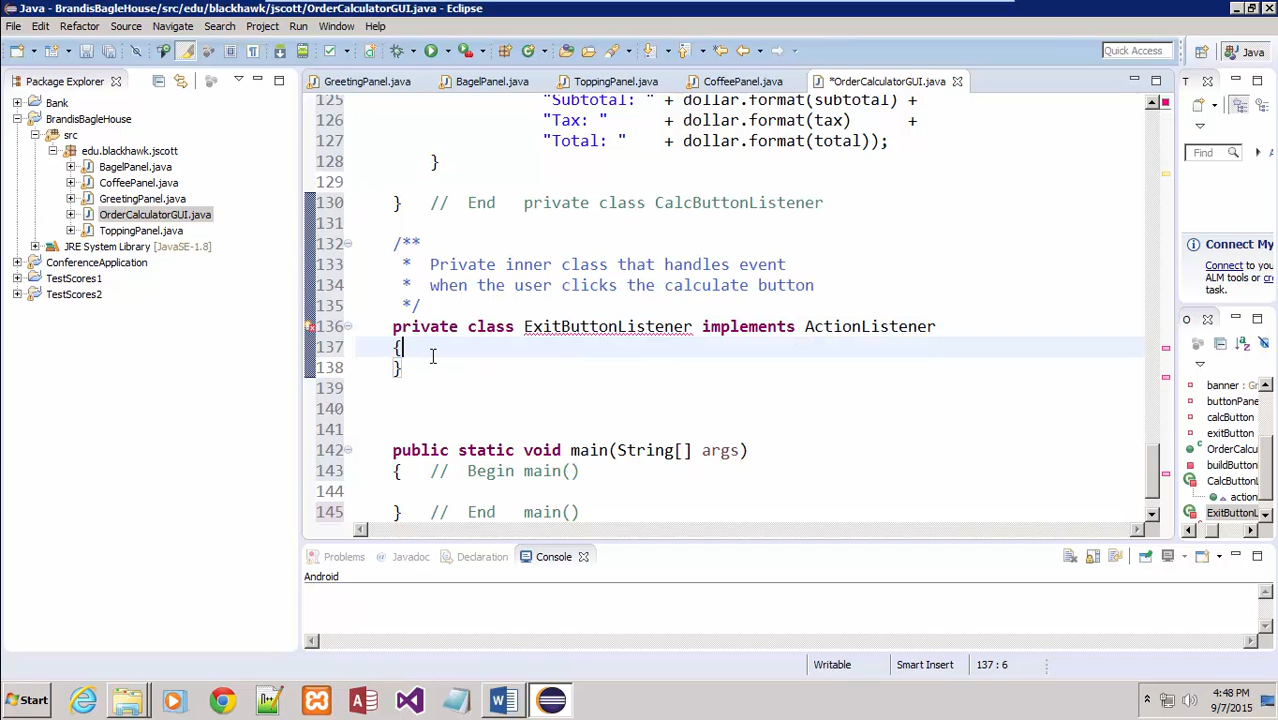 Java - BrandisBagleHouse/src/edu/blackhawk/jscott/OrderCalculatorGUI.java - Eclipse
File Edit Refactor Source Navigate Search Project Run Window Help
Quick Access
Java
Package Explorer
GreetingPanel.java
BagelPanel.java
ToppingPanel.java
CoffeePanel.java
*OrderCalculatorGUI.java
T
Bank
BrandisBagleHouse
src
edu.blackhawk.jscott
BagelPanel.java
CoffeePanel.java
GreetingPanel.java
OrderCalculatorGUI.java
ToppingPanel.java
JRE System Library [JavaSE-1.8]
ConferenceApplication
TestScores1
TestScores2
125 "Subtotal: " + dollar.format(subtotal) +
126 "Tax: " + dollar.format(tax) +
127 "Total: " + dollar.format(total));
128 }
129
130 } // End private class CalcButtonListener
131
132 /**
133 * Private inner class that handles event
134 * when the user clicks the calculate button
135 */
136 private class ExitButtonListener implements ActionListener
137 {
138 }
139
140
141
142 public static void main(String[] args)
143 { // Begin main()
144
145 } // End main()
Find
Connect My
Connect to your
ALM tools or
O
banner : Gr
buttonPane
calcButton
exitButton
OrderCalcu
buildButton
CalcButtonL
action
ExitButtonL
Problems
Javadoc
Declaration
Console
Android
Writable
Smart Insert
137 : 6
Start
4:48 PM
9/7/2015